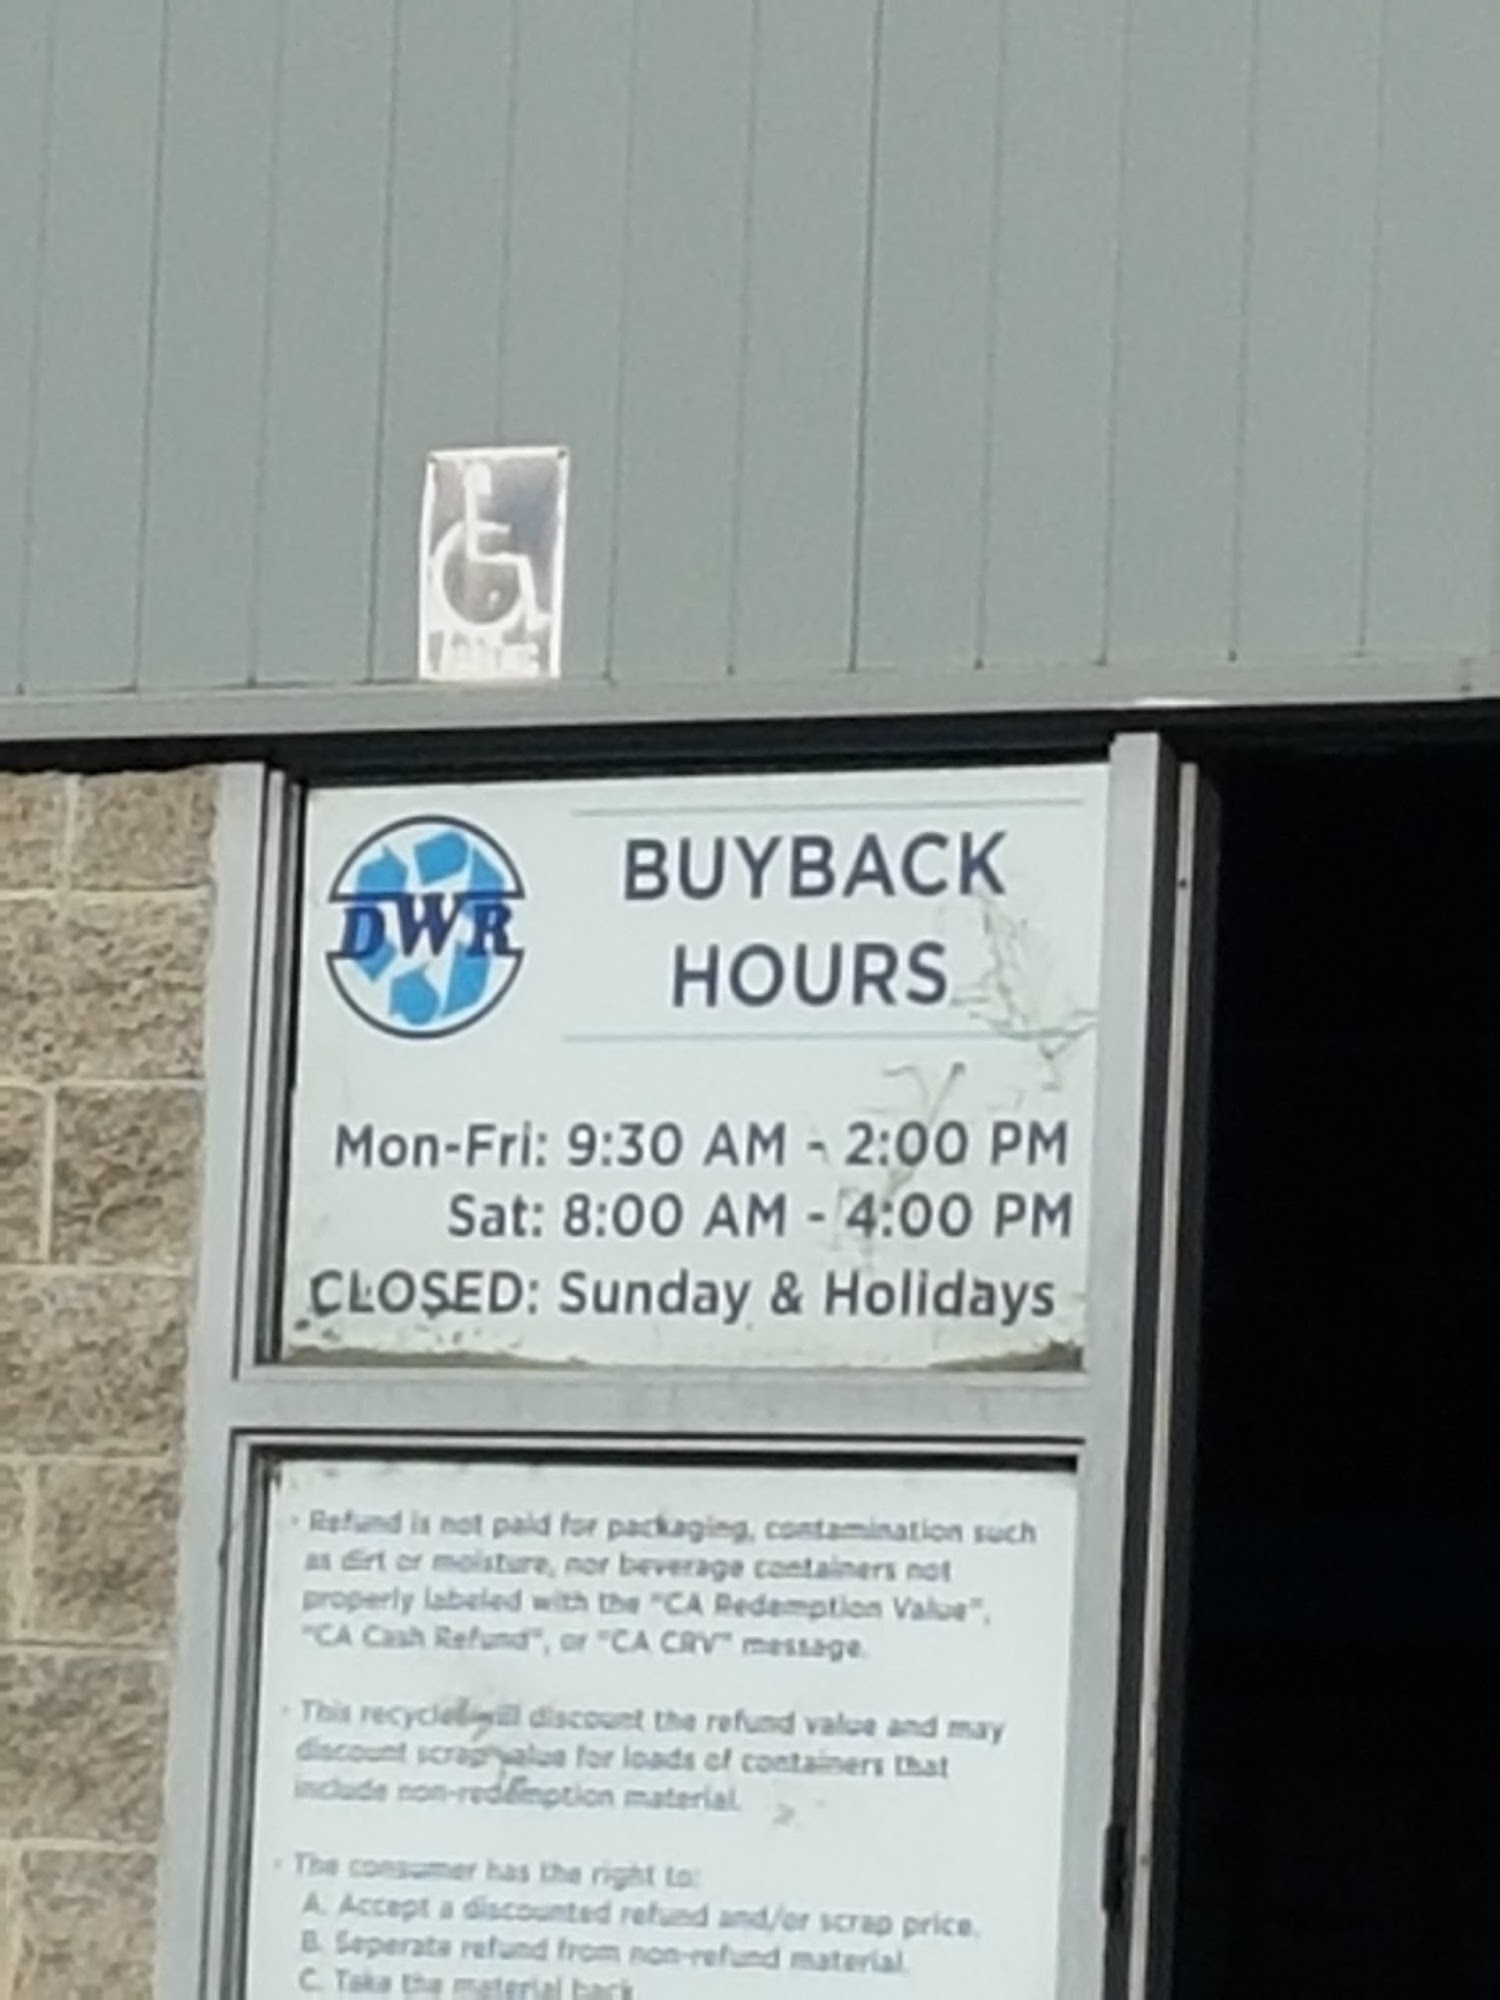 DWR
BUYBACK
HOURS
Mon-Fri: 9:30 AM - 2:00 PM
Sat: 8:00 AM - 4:00 PM
CLOSED: Sunday & Holidays
• Refund is not paid for packaging, contamination such
as dirt or moisture, nor beverage containers not
properly labeled with the "CA Redemption Value",
"CA Cash Refund", or "CA CRV" message.
• This recycler will discount the refund value and may
discount scrap value for loads of containers that
include non-redemption material.
• The consumer has the right to:
A. Accept a discounted refund and/or scrap price.
B. Seperate refund from non-refund material.
C. Take the material back